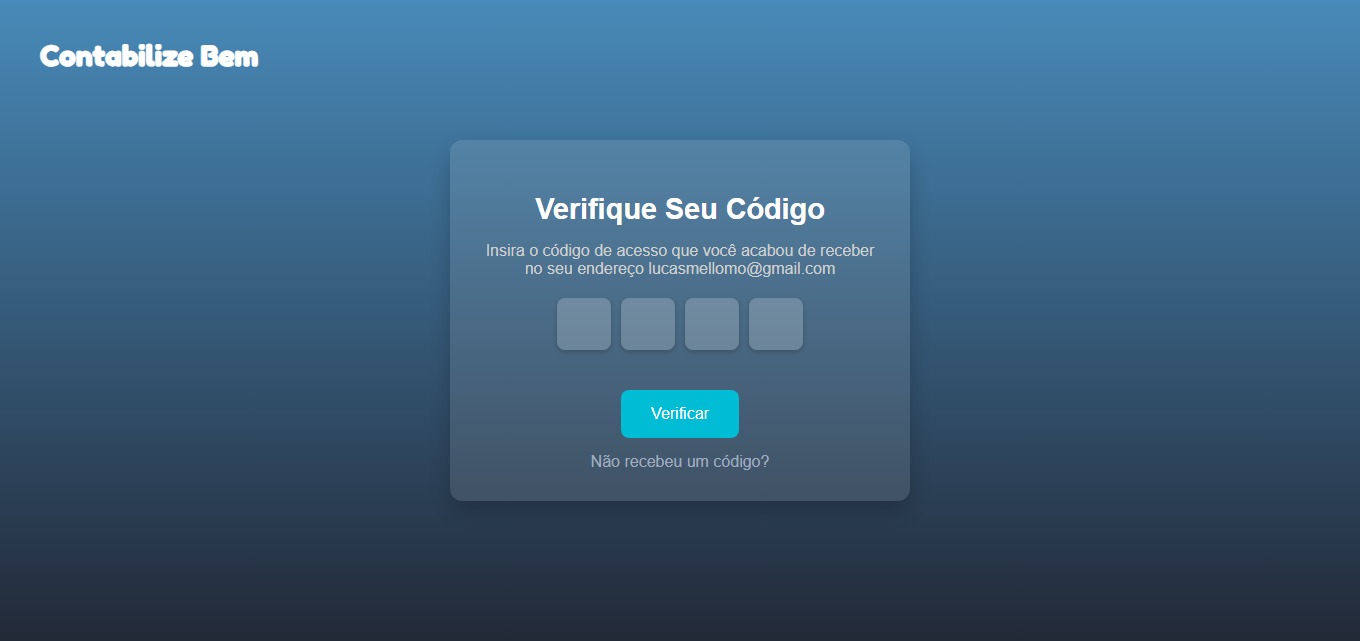 Contabilize Bem
Verifique Seu Código
Insira o código de acesso que você acabou de receber
no seu endereço lucasmellomo@gmail.com
Verificar
Não recebeu um código?